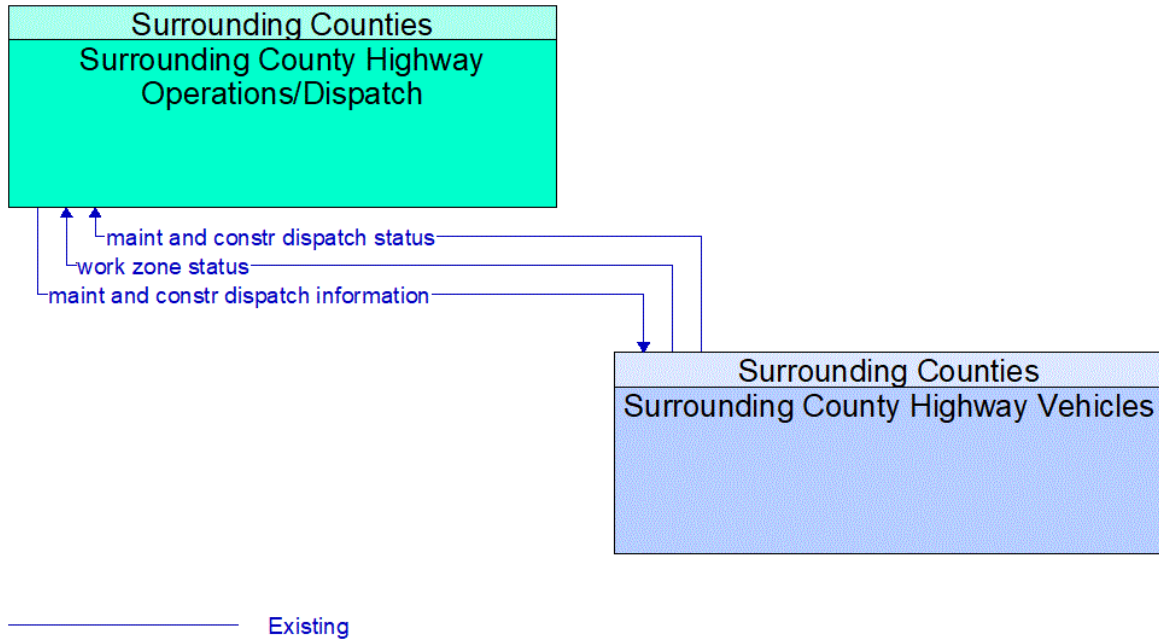 Surrounding Counties
Surrounding County Highway
Operations/Dispatch
maint and constr dispatch status
work zone status
maint and constr dispatch information
Surrounding Counties
Surrounding County Highway Vehicles
Existing